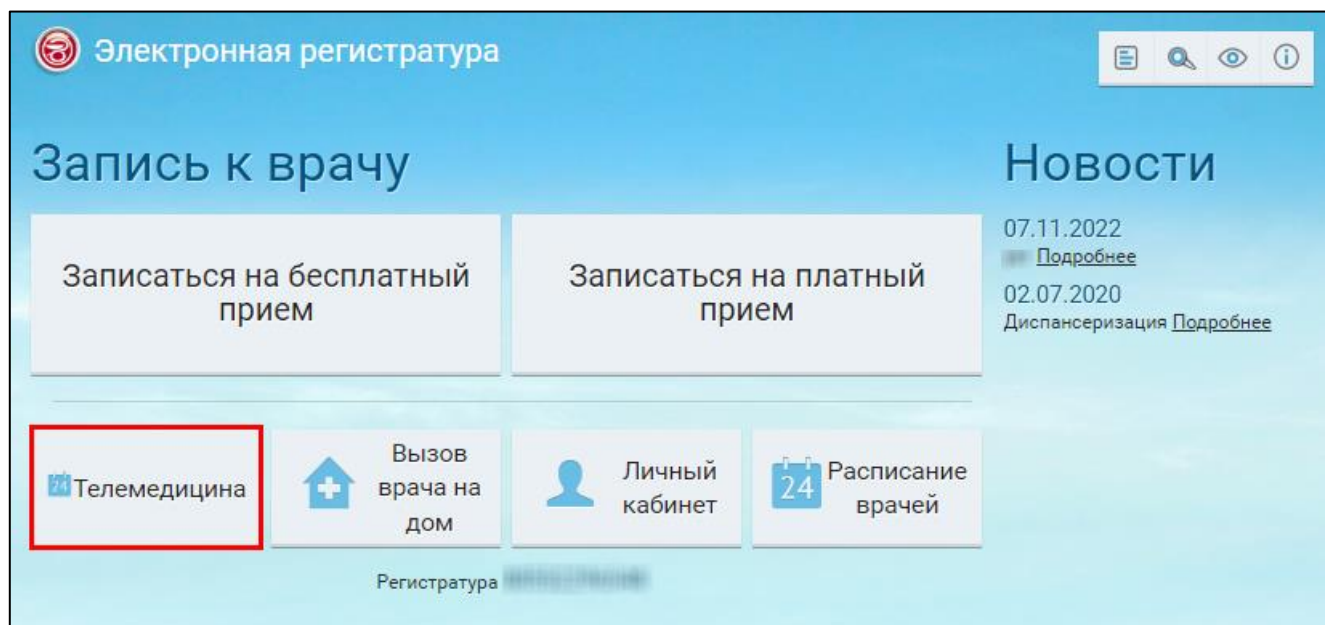 Электронная регистратура
Запись к врачу
Записаться на бесплатный
прием
Записаться на платный
прием
24
Телемедицина
Вызов
врача на
дом
Личный
кабинет
24
Расписание
врачей
Регистратура
Новости
07.11.2022
Подробнее
02.07.2020
Диспансеризация Подробнее